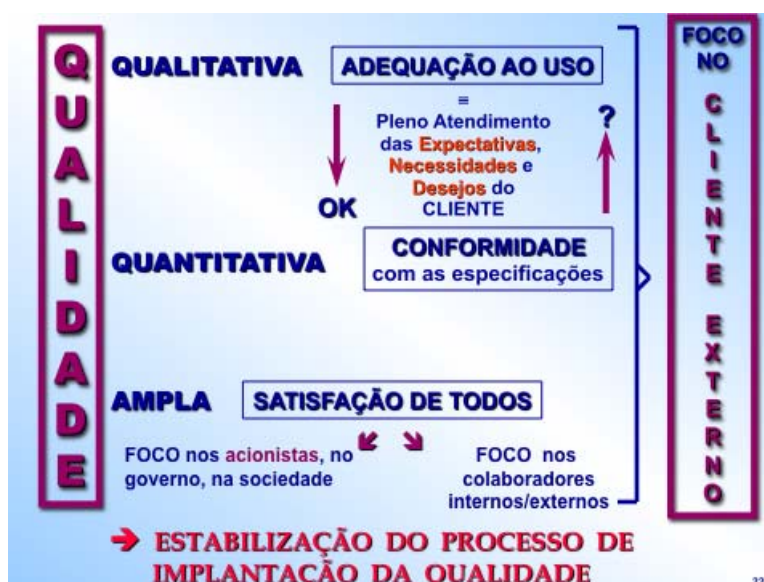 QUALIDADE
QUALITATIVA
ADEQUAÇÃO AO USO
=
Pleno Atendimento
das Expectativas,
Necessidades e
Desejos do
CLIENTE
OK
?
QUANTITATIVA
CONFORMIDADE
com as especificações
AMPLA
SATISFAÇÃO DE TODOS
FOCO nos acionistas, no
governo, na sociedade
FOCO nos
colaboradores
internos/externos
FOCO
NO
CLIENTE
EXTERNO
ESTABILIZAÇÃO DO PROCESSO DE
IMPLANTAÇÃO DA QUALIDADE